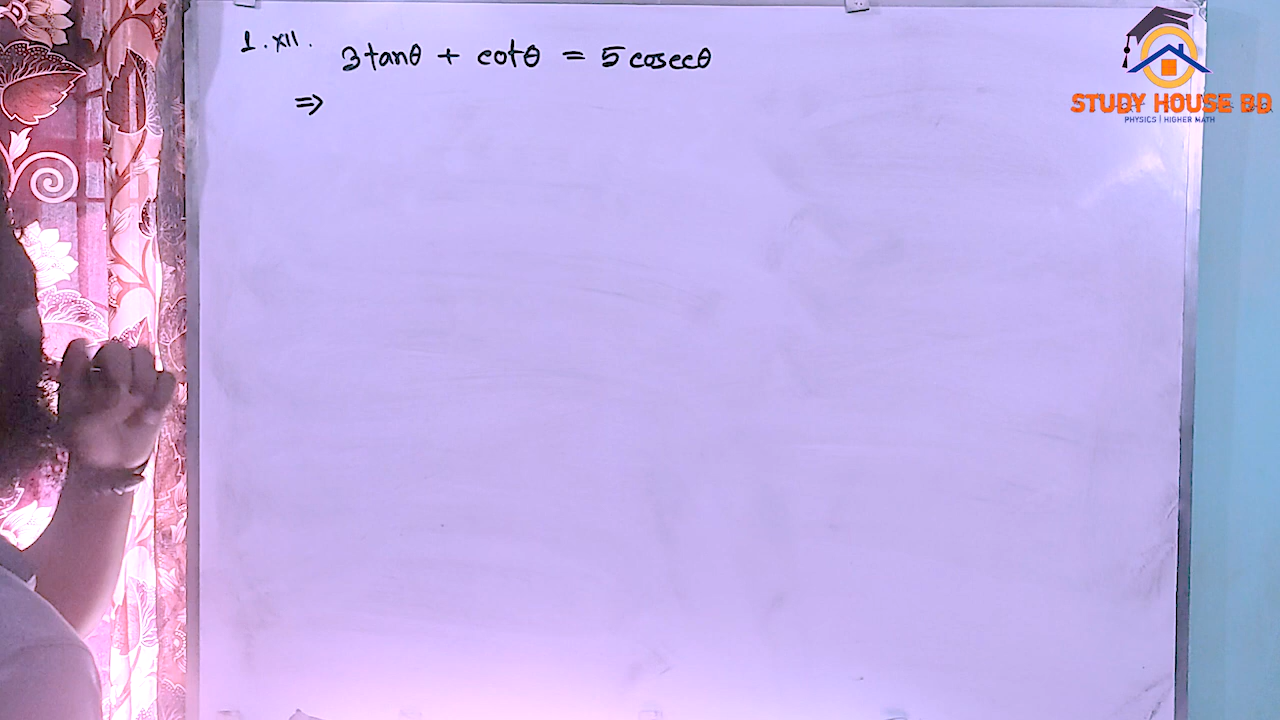 1. XII. 3tanθ + cotθ = 5cosecθ
⇒
STUDY HOUSE BD
PHYSICS | HIGHER MATH